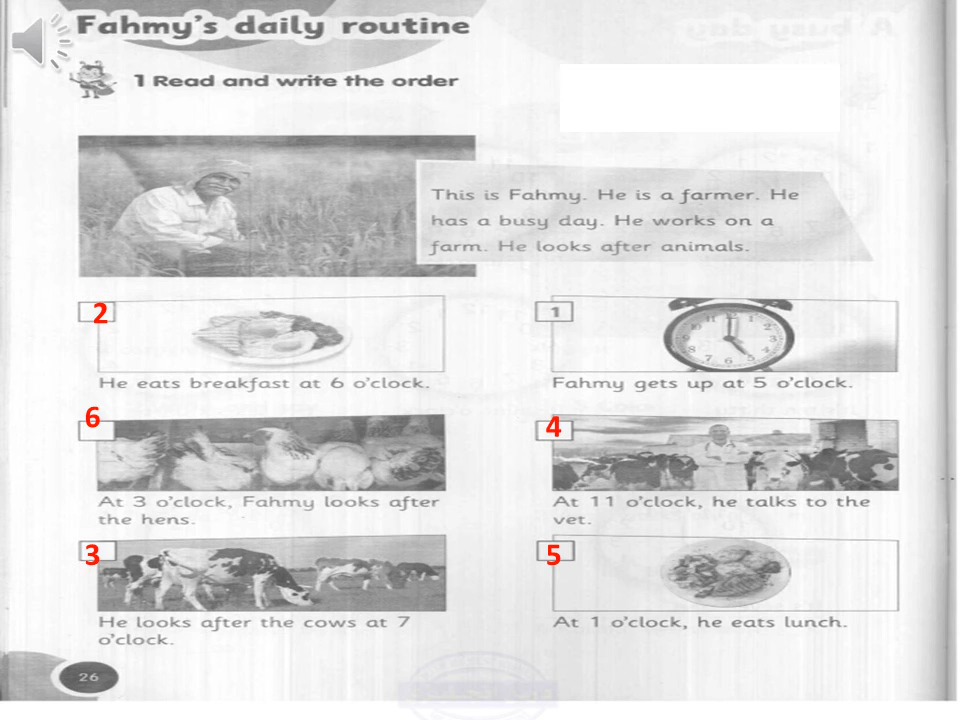 Fahmy's daily routine
1 Read and write the order
This is Fahmy. He is a farmer. He
has a busy day. He works on a
farm. He looks after animals.
2
He eats breakfast at 6 o'clock.
1
Fahmy gets up at 5 o'clock.
6
At 3 o'clock, Fahmy looks after
the hens.
4
At 11 o'clock, he talks to the
vet.
3
He looks after the cows at 7
o'clock.
5
At 1 o'clock, he eats lunch.
26